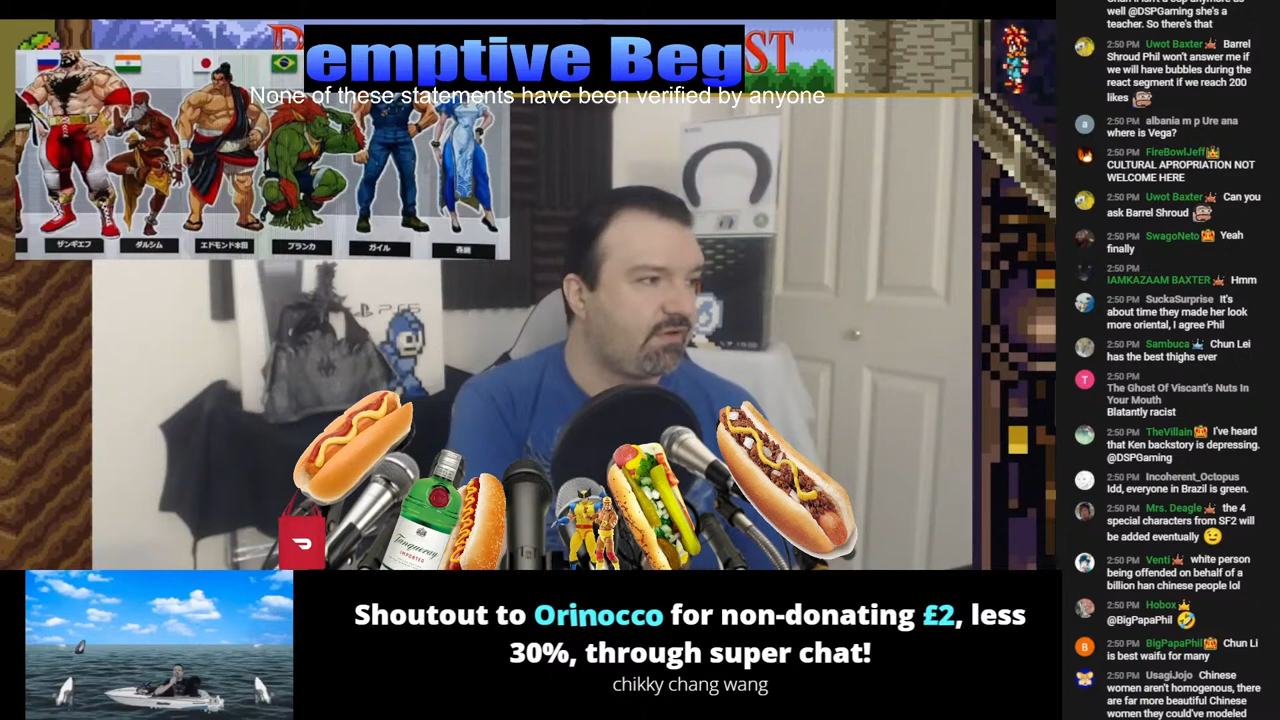 emptive Beg
ST
None of these statements have been verified by anyone
ザンギエフ
ダルシム
エドモンド本田
ブランカ
ガイル
春麗
PS5
Tanqueray
IMPORTED
Shoutout to Orinocco for non-donating £2, less
30%, through super chat!
chikky chang wang
well @DSPGaming she's a
teacher. So there's that
2:50 PM Uwot Baxter Barrel
Shroud Phil won't answer me if
we will have bubbles during the
react segment if we reach 200
likes
2:50 PM albania m p Ure ana
where is Vega?
2:50 PM FireBowlJeff
CULTURAL APROPRIATION NOT
WELCOME HERE
2:50 PM Uwot Baxter Can you
ask Barrel Shroud
2:50 PM SwagoNeto Yeah
finally
2:50 PM
IAMKAZAAM BAXTER Hmm
2:50 PM SuckaSurprise It's
about time they made her look
more oriental, I agree Phil
2:50 PM Sambuca Chun Lei
has the best thighs ever
2:50 PM
The Ghost Of Viscant's Nuts In
Your Mouth
Blatantly racist
2:50 PM TheVillain I've heard
that Ken backstory is depressing.
@DSPGaming
2:50 PM Incoherent_Octopus
Idd, everyone in Brazil is green.
2:50 PM Mrs. Deagle the 4
special characters from SF2 will
be added eventually
2:50 PM Venti white person
being offended on behalf of a
billion han chinese people lol
2:50 PM Hobox
@BigPapaPhil
2:50 PM BigPapaPhil Chun Li
is best waifu for many
2:50 PM UsagiJojo Chinese
women aren't homogenous, there
are far more beautiful Chinese
women they could've modeled